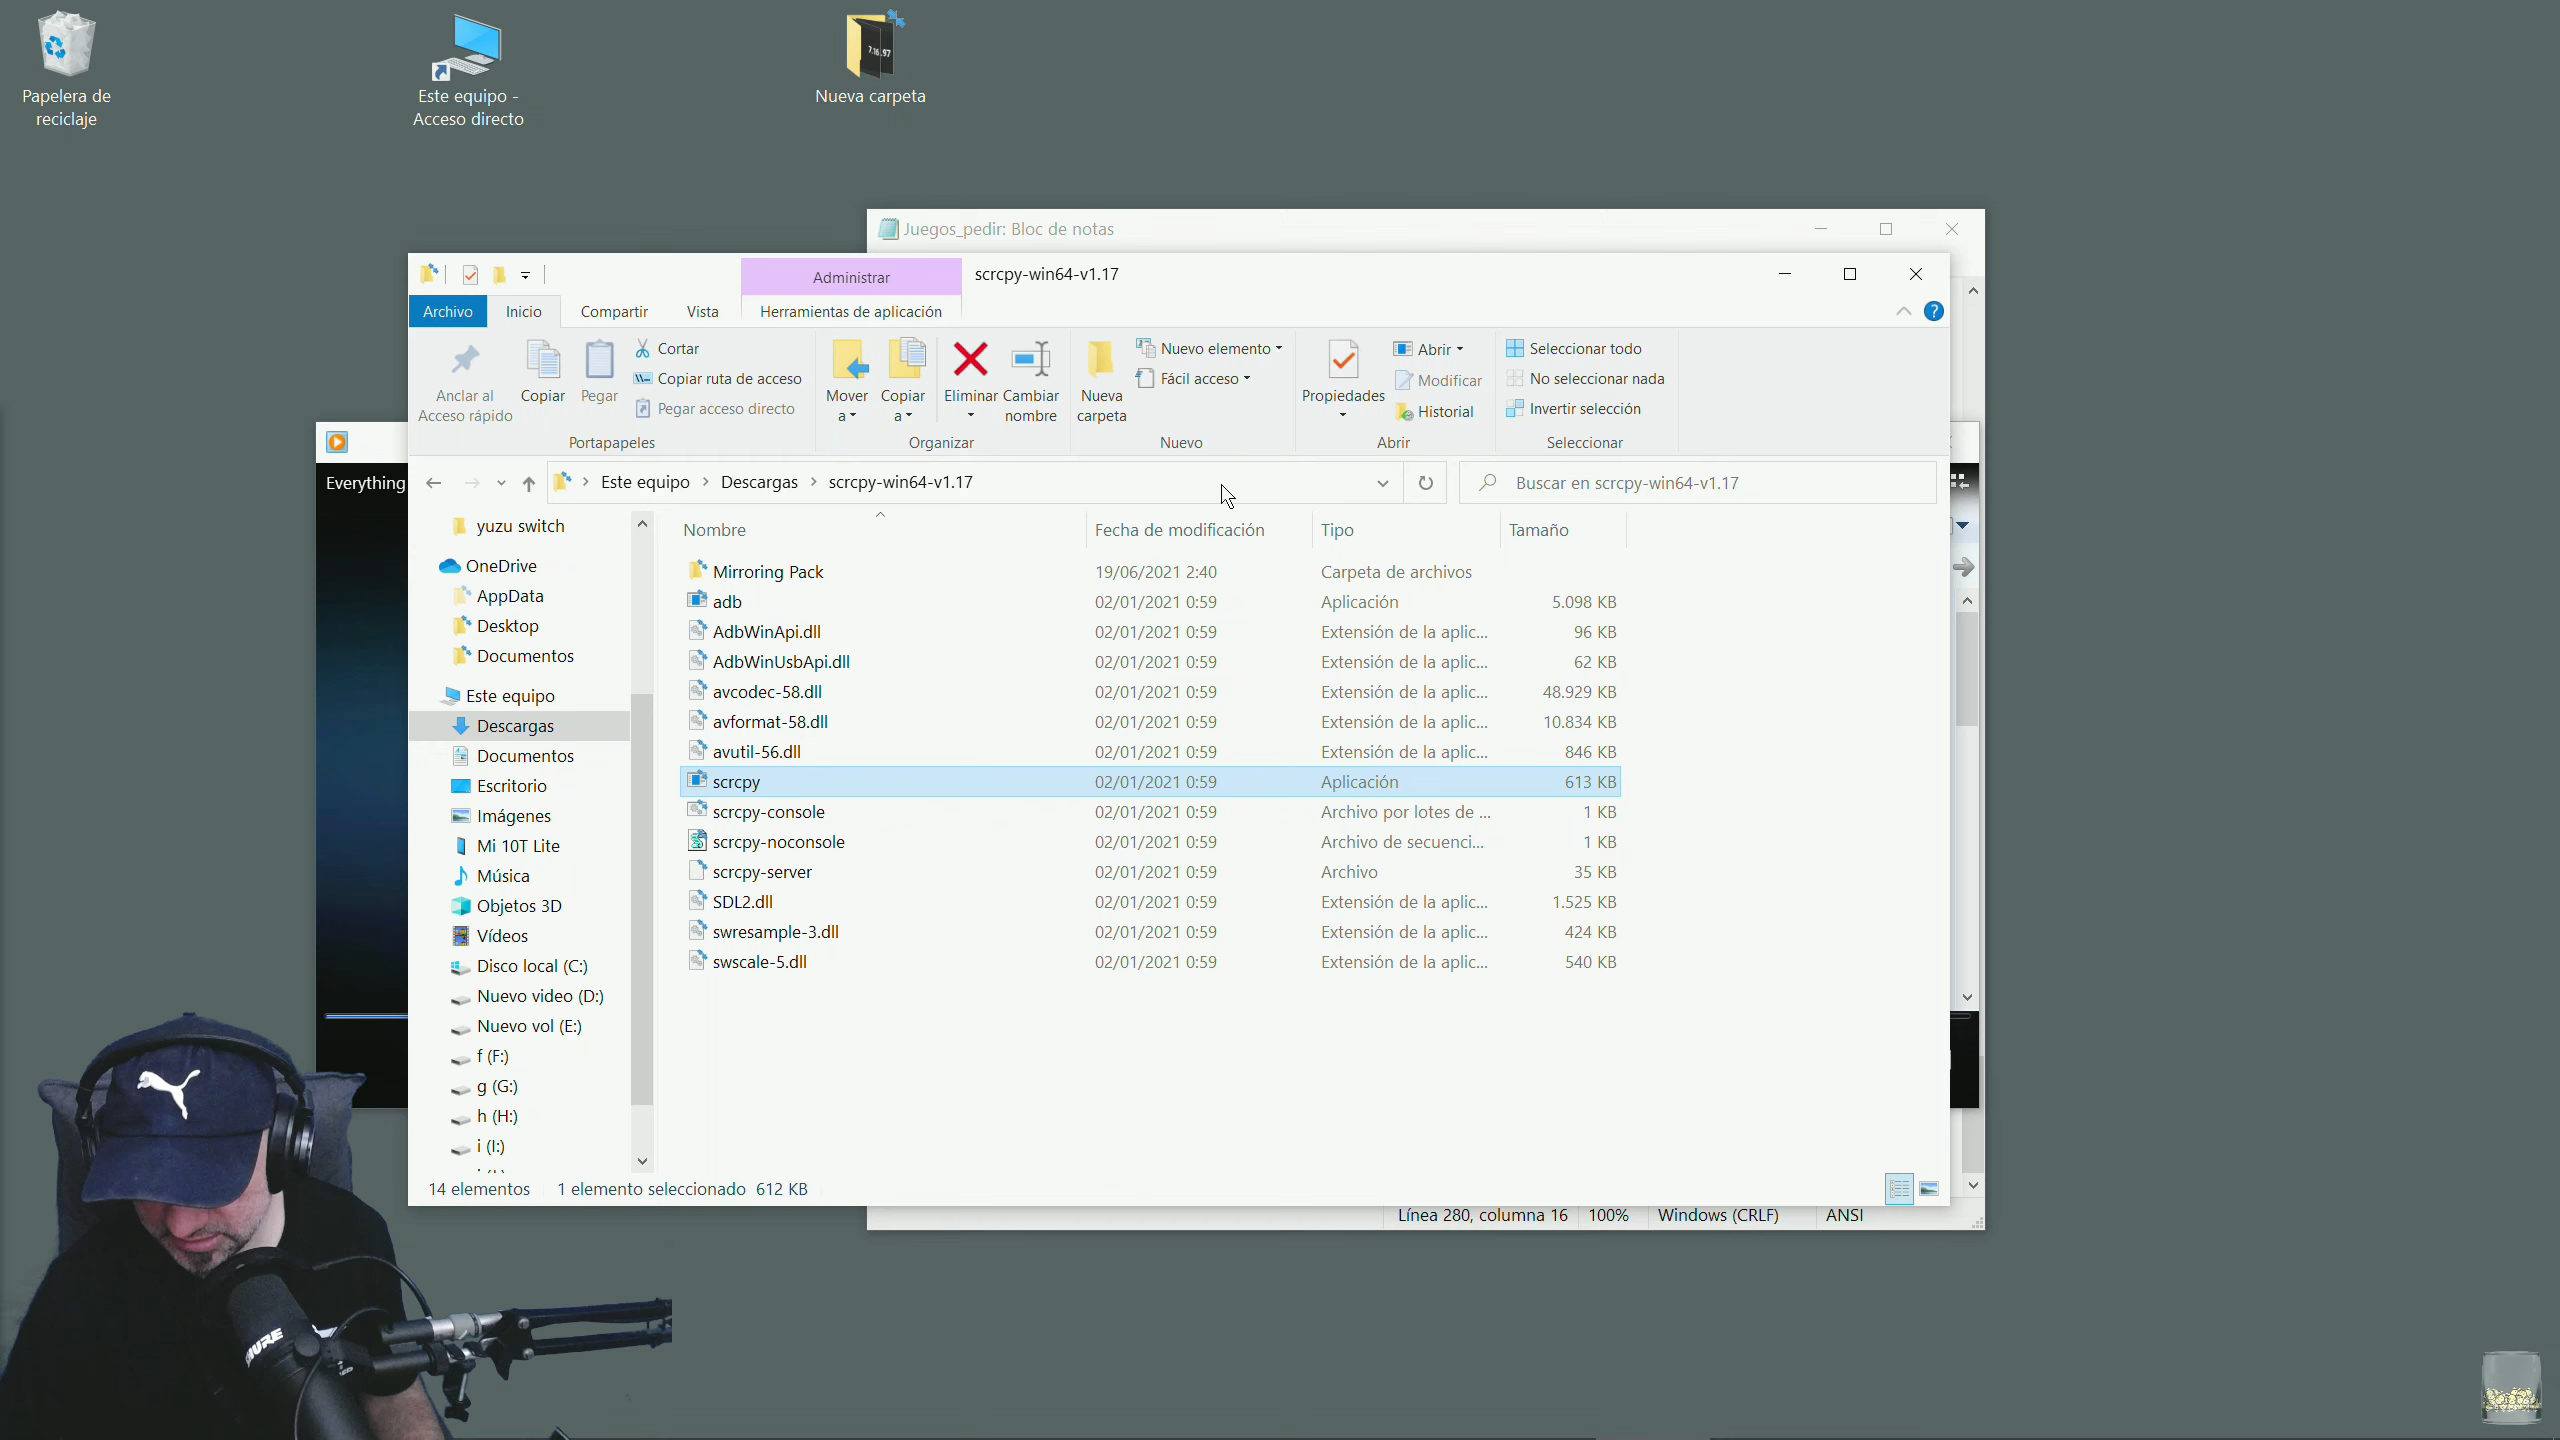 Papelera de
reciclaje
Este equipo -
Acceso directo
7.16.97
Nueva carpeta
Juegos_pedir: Bloc de notas
Administrar
scrcpy-win64-v1.17
Archivo
Inicio
Compartir
Vista
Herramientas de aplicación
Anclar al
Acceso rápido
Copiar
Pegar
Cortar
Copiar ruta de acceso
Pegar acceso directo
Portapapeles
Mover
a
Copiar
a
Eliminar
Cambiar
nombre
Organizar
Nueva
carpeta
Nuevo elemento
Fácil acceso
Nuevo
Propiedades
Abrir
Modificar
Historial
Abrir
Seleccionar todo
No seleccionar nada
Invertir selección
Seleccionar
Everything
Este equipo > Descargas > scrcpy-win64-v1.17
Buscar en scrcpy-win64-v1.17
yuzu switch
OneDrive
AppData
Desktop
Documentos
Este equipo
Descargas
Documentos
Escritorio
Imágenes
Mi 10T Lite
Música
Objetos 3D
Vídeos
Disco local (C:)
Nuevo video (D:)
Nuevo vol (E:)
f (F:)
g (G:)
h (H:)
i (I:)
Nombre Fecha de modificación Tipo Tamaño
Mirroring Pack 19/06/2021 2:40 Carpeta de archivos
adb 02/01/2021 0:59 Aplicación 5.098 KB
AdbWinApi.dll 02/01/2021 0:59 Extensión de la aplic... 96 KB
AdbWinUsbApi.dll 02/01/2021 0:59 Extensión de la aplic... 62 KB
avcodec-58.dll 02/01/2021 0:59 Extensión de la aplic... 48.929 KB
avformat-58.dll 02/01/2021 0:59 Extensión de la aplic... 10.834 KB
avutil-56.dll 02/01/2021 0:59 Extensión de la aplic... 846 KB
scrcpy 02/01/2021 0:59 Aplicación 613 KB
scrcpy-console 02/01/2021 0:59 Archivo por lotes de ... 1 KB
scrcpy-noconsole 02/01/2021 0:59 Archivo de secuenci... 1 KB
scrcpy-server 02/01/2021 0:59 Archivo 35 KB
SDL2.dll 02/01/2021 0:59 Extensión de la aplic... 1.525 KB
swresample-3.dll 02/01/2021 0:59 Extensión de la aplic... 424 KB
swscale-5.dll 02/01/2021 0:59 Extensión de la aplic... 540 KB
14 elementos 1 elemento seleccionado 612 KB
Línea 280, columna 16 100% Windows (CRLF) ANSI
SHURE